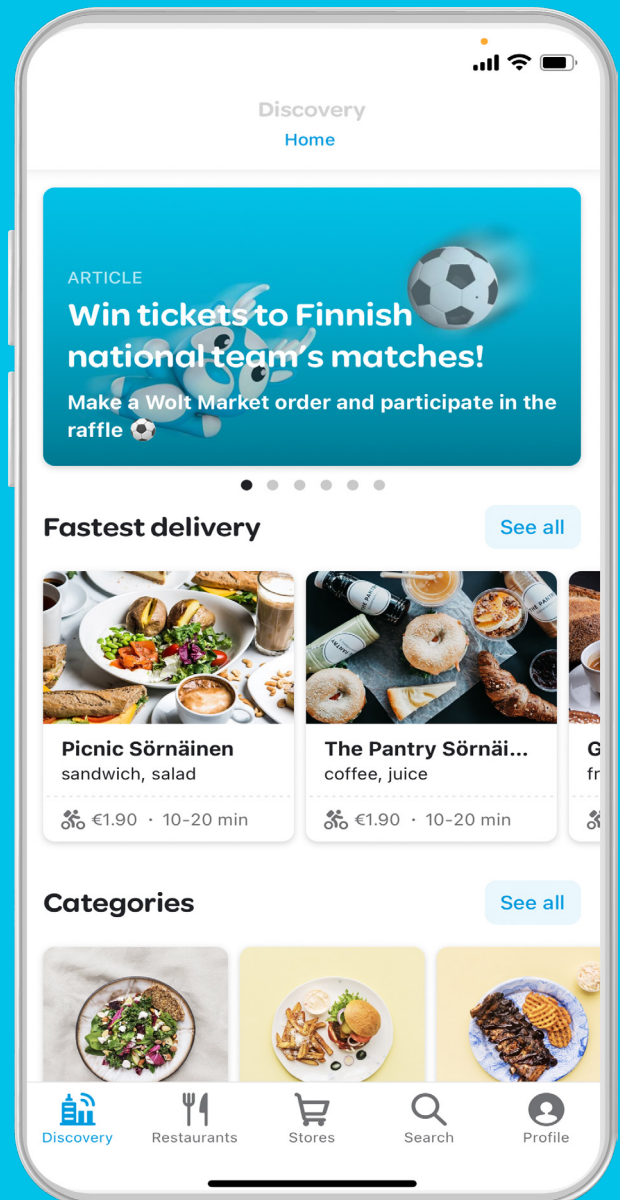 Discovery
Home
ARTICLE
Win tickets to Finnish
national team's matches!
Make a Wolt Market order and participate in the
raffle ⚽
Fastest delivery
See all
Picnic Sörnäinen
sandwich, salad
€1.90 · 10-20 min
The Pantry Sörnäi...
coffee, juice
€1.90 · 10-20 min
G
fr
Categories
See all
Discovery
Restaurants
Stores
Search
Profile